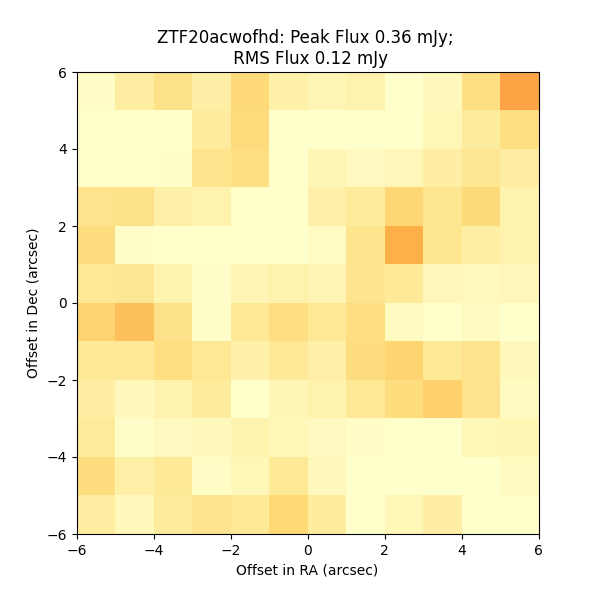 ZTF20acwofhd: Peak Flux 0.36 mJy;
RMS Flux 0.12 mJy
6
4
2
0
−2
−4
−6
Offset in Dec (arcsec)
−6 −4 −2 0 2 4 6
Offset in RA (arcsec)